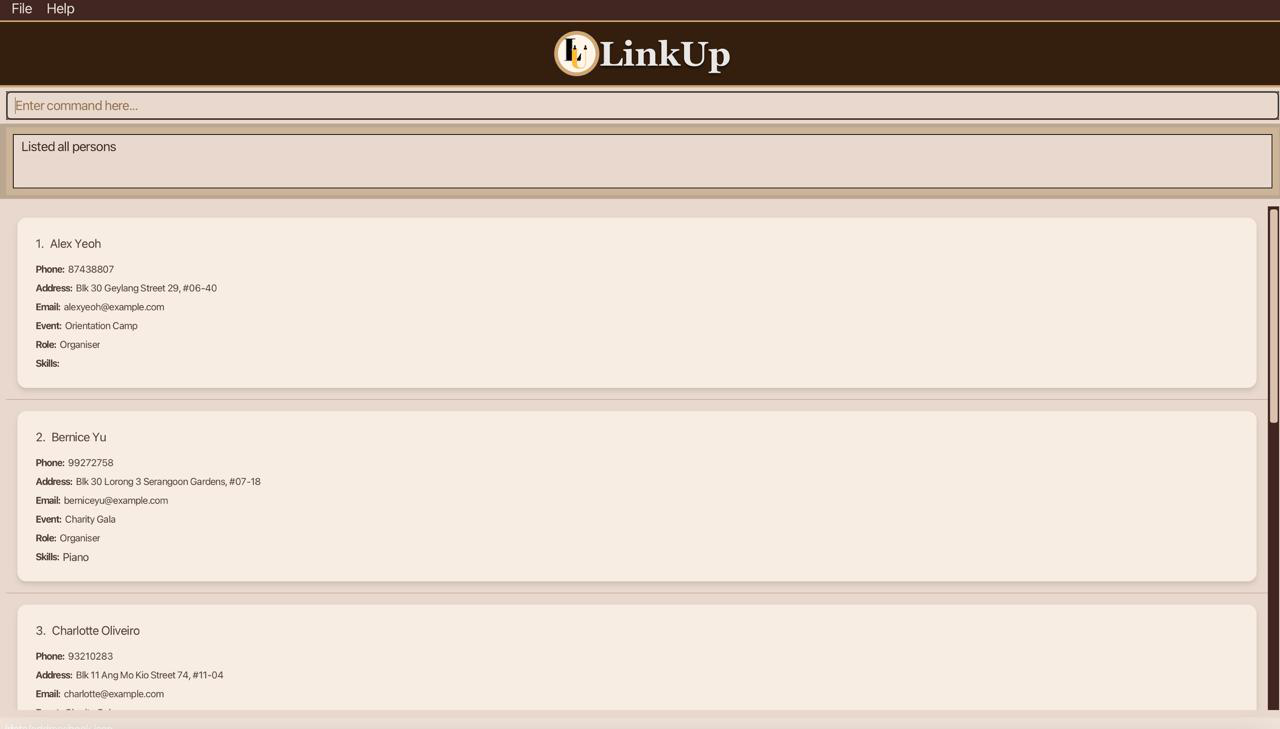 File Help
LU LinkUp
Enter command here...
Listed all persons
1. Alex Yeoh
Phone: 87438807
Address: Blk 30 Geylang Street 29, #06-40
Email: alexyeoh@example.com
Event: Orientation Camp
Role: Organiser
Skills:
2. Bernice Yu
Phone: 99272758
Address: Blk 30 Lorong 3 Serangoon Gardens, #07-18
Email: berniceyu@example.com
Event: Charity Gala
Role: Organiser
Skills: Piano
3. Charlotte Oliveiro
Phone: 93210283
Address: Blk 11 Ang Mo Kio Street 74, #11-04
Email: charlotte@example.com